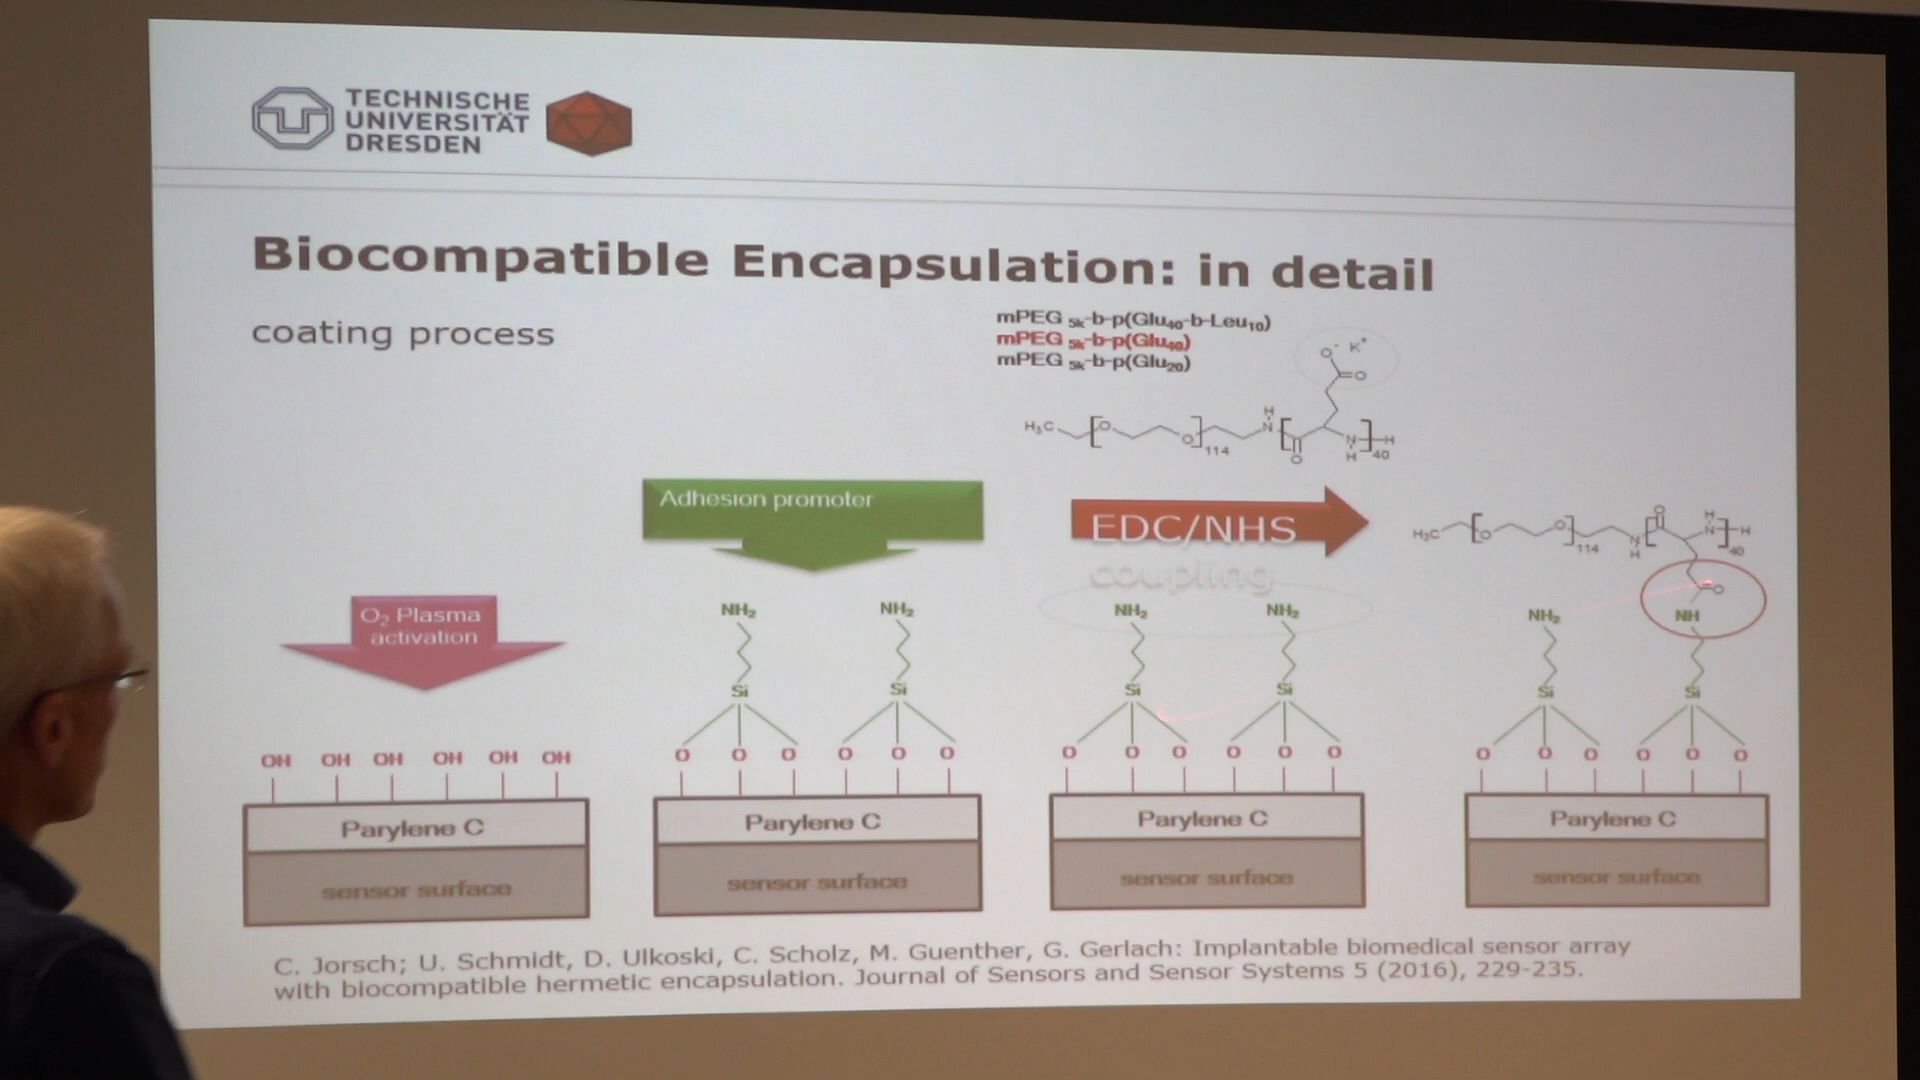 TECHNISCHE
UNIVERSITÄT
DRESDEN
Biocompatible Encapsulation: in detail
coating process
mPEG 5k-b-p(Glu40-b-Leu10)
mPEG 5k-b-p(Glu40)
mPEG 5k-b-p(Glu20)
O- K+
O
H3C O O 114 H N O N H H 40
Adhesion promoter
EDC/NHS
coupling
H3C O O 114 N H O H N H 40
O
O2 Plasma
activation
NH2 NH2 NH2 NH2 NH2 NH
Si Si Si Si Si Si
OH OH OH OH OH OH O O O O O O O O O O O O O O O O O O
Parylene C Parylene C Parylene C Parylene C
sensor surface sensor surface sensor surface sensor surface
C. Jorsch; U. Schmidt, D. Ulkoski, C. Scholz, M. Guenther, G. Gerlach: Implantable biomedical sensor array
with biocompatible hermetic encapsulation. Journal of Sensors and Sensor Systems 5 (2016), 229-235.